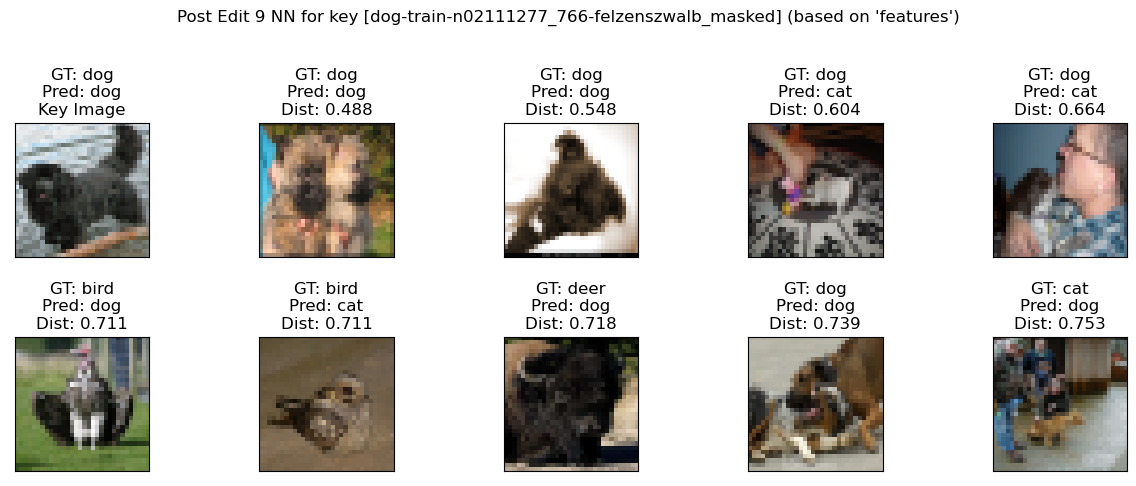 Post Edit 9 NN for key [dog-train-n02111277_766-felzenszwalb_masked] (based on 'features')
GT: dog
Pred: dog
Key Image
GT: dog
Pred: dog
Dist: 0.488
GT: dog
Pred: dog
Dist: 0.548
GT: dog
Pred: cat
Dist: 0.604
GT: dog
Pred: cat
Dist: 0.664
GT: bird
Pred: dog
Dist: 0.711
GT: bird
Pred: cat
Dist: 0.711
GT: deer
Pred: dog
Dist: 0.718
GT: dog
Pred: dog
Dist: 0.739
GT: cat
Pred: dog
Dist: 0.753